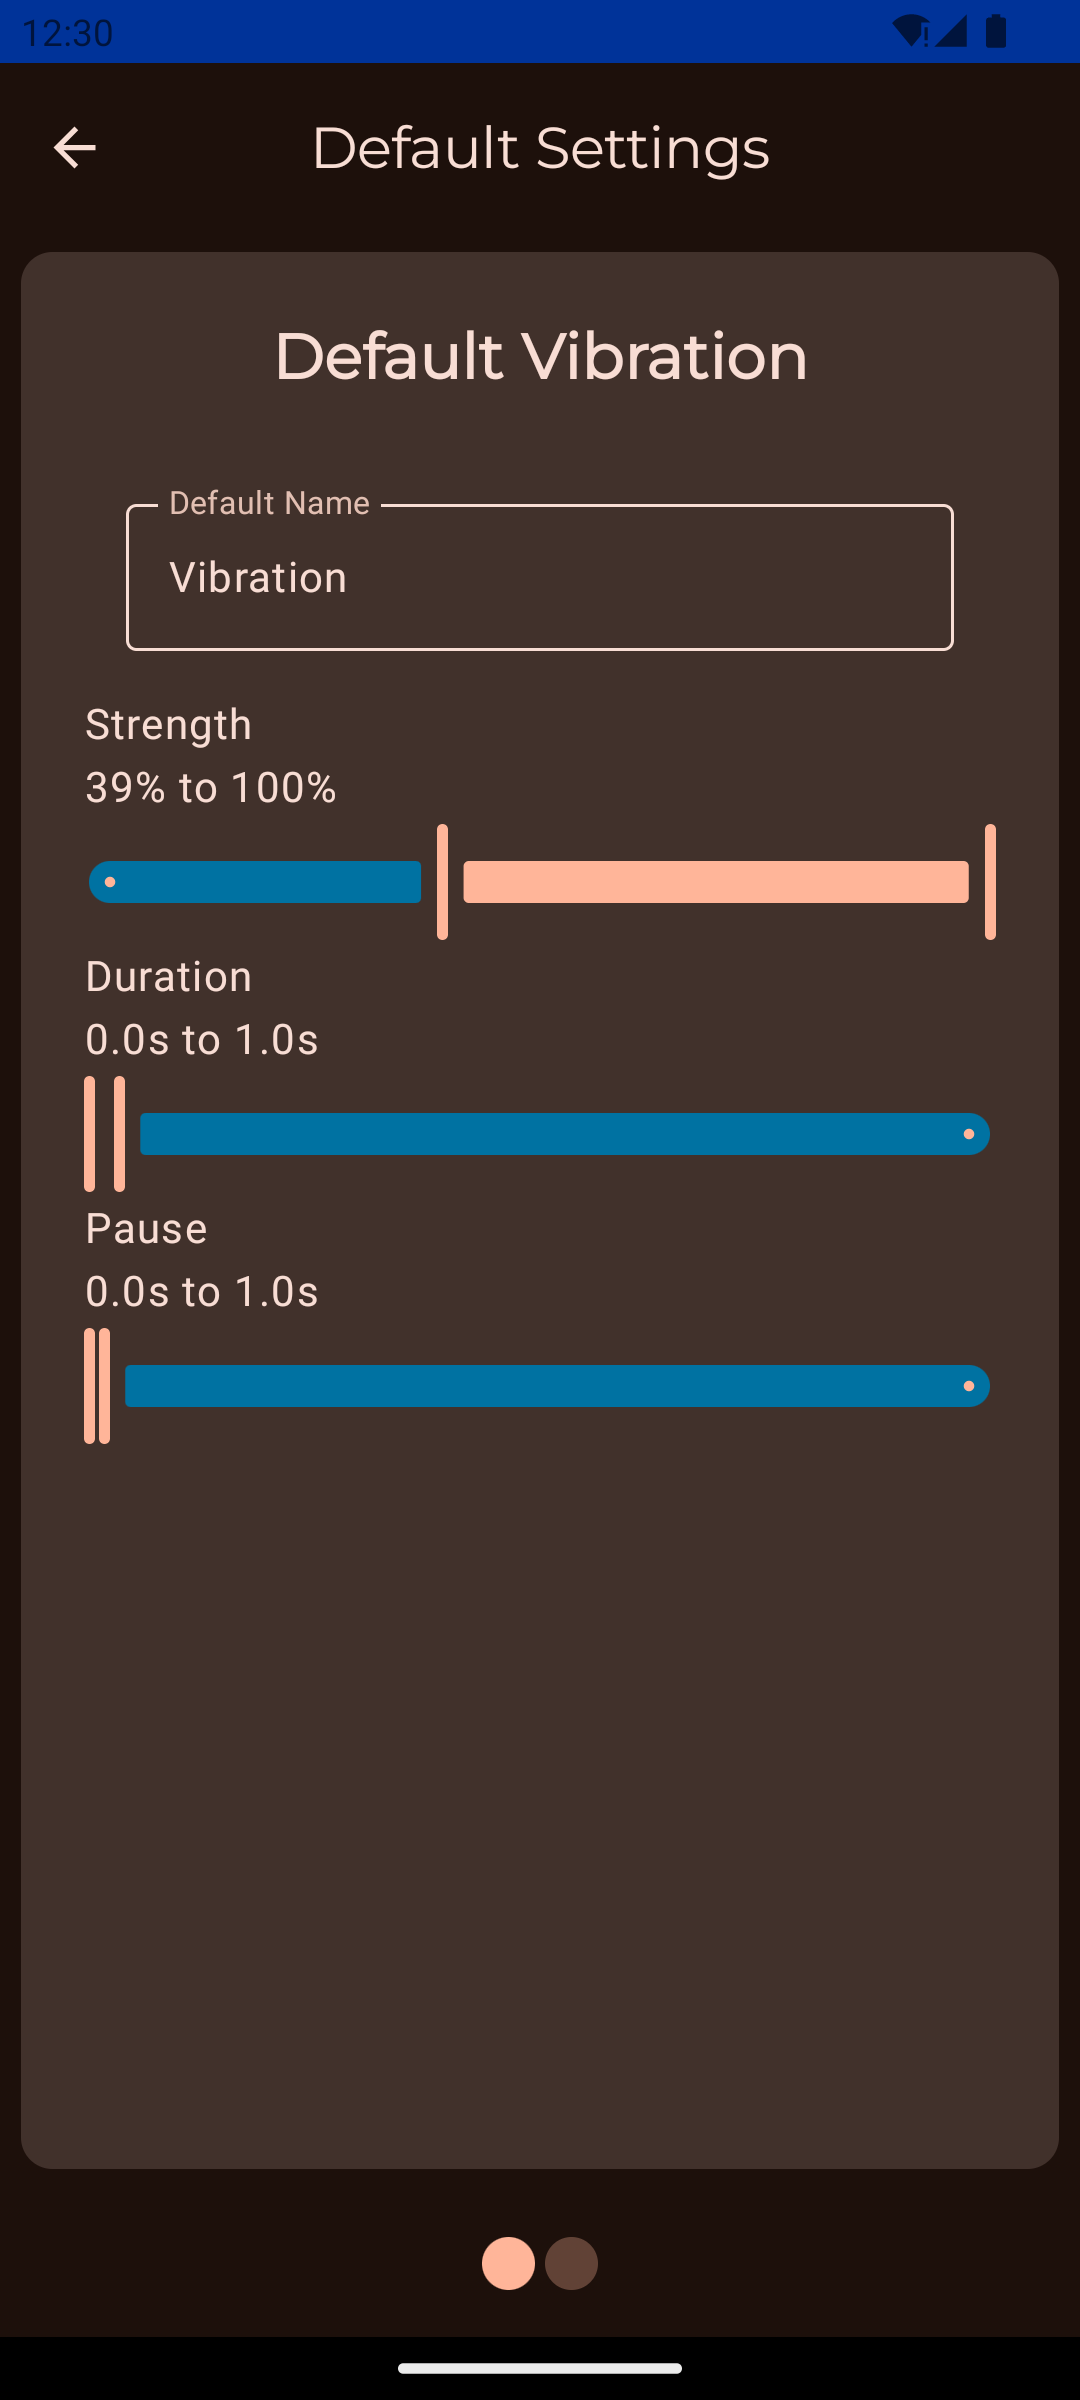 12:30
Default Settings
Default Vibration
Default Name
Vibration
Strength
39% to 100%
Duration
0.0s to 1.0s
Pause
0.0s to 1.0s